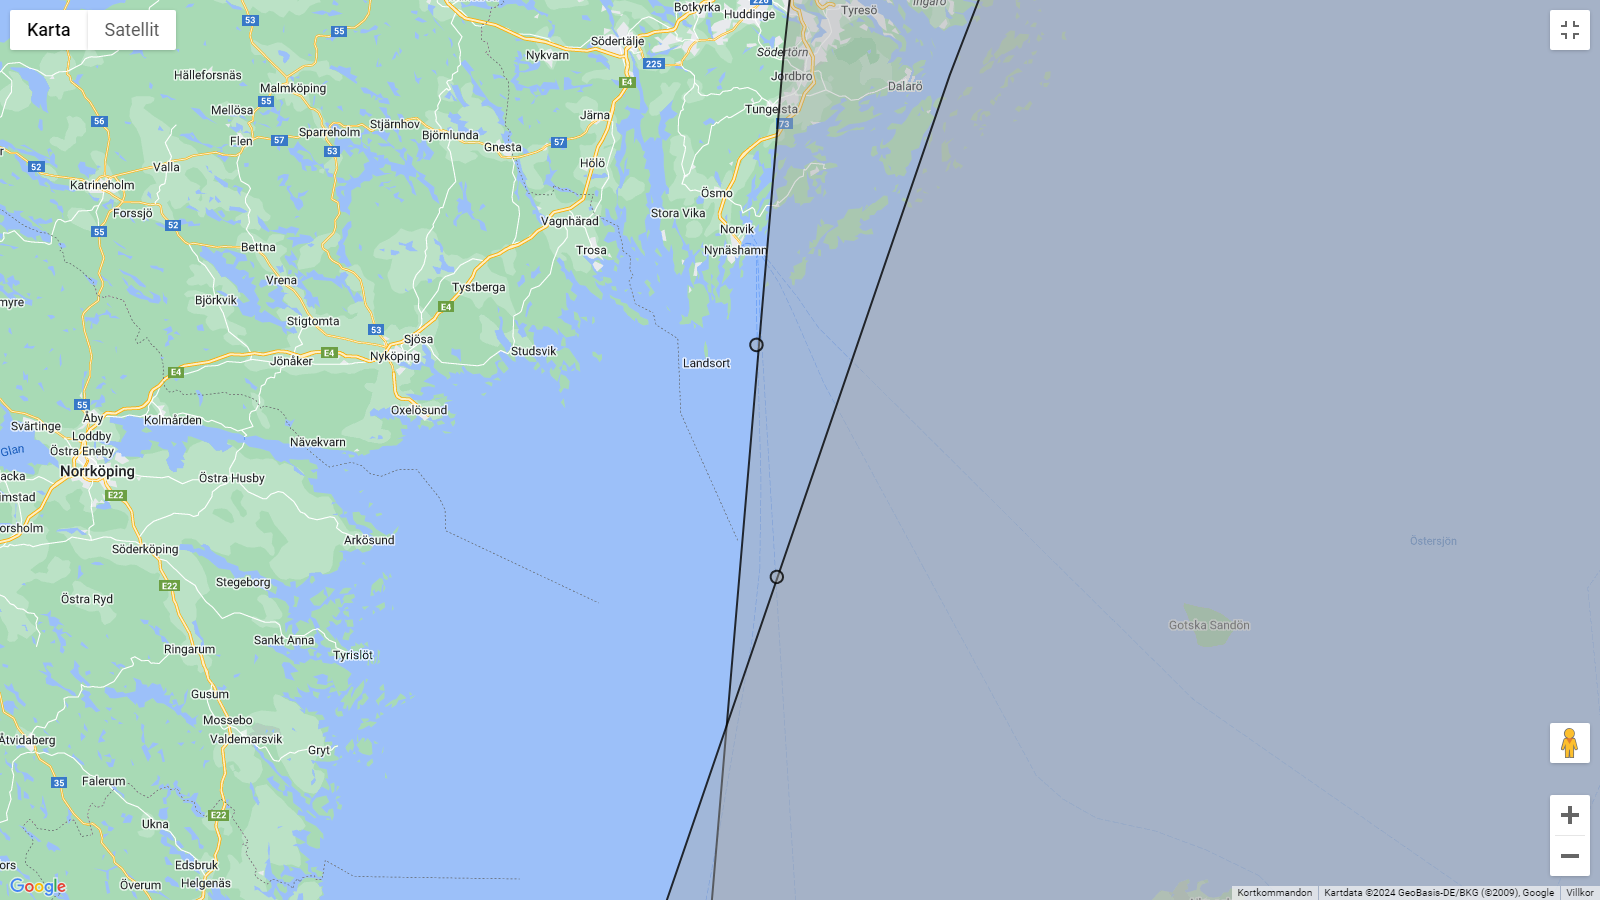 Karta
Satellit
53
55
Botkyrka
226
Huddinge
Tyresö
Ingarö
Södertälje
Nykvarn
225
Södertörn
Hälleforsnäs
Malmköping
E4
Jordbro
Dalarö
Mellösa
55
Järna
Tungelsta
56
Stjärnhov
73
Sparreholm
Björnlunda
Flen
57
Gnesta
57
53
52
Valla
Hölö
Katrineholm
Ösmo
Forssjö
Stora Vika
52
Vagnhärad
55
Norvik
Bettna
Trosa
Nynäshamn
Vrena
Tystberga
Björkvik
myre
E4
Stigtomta
53
Sjösa
Jönåker
E4
Nyköping
Studsvik
Landsort
E4
55
Åby
Kolmården
Oxelösund
Svärtinge
Loddby
Nävekvarn
Glan
Östra Eneby
Norrköping
acka
Östra Husby
imstad
E22
orsholm
Arkösund
Söderköping
Östersjön
Stegeborg
E22
Östra Ryd
Gotska Sandön
Sankt Anna
Ringarum
Tyrislöt
Gusum
Mossebo
Åtvidaberg
Valdemarsvik
Gryt
35
Falerum
E22
Ukna
ors
Edsbruk
Överum
Helgenäs
Google
Kortkommandon
Kartdata ©2024 GeoBasis-DE/BKG (©2009), Google
Villkor